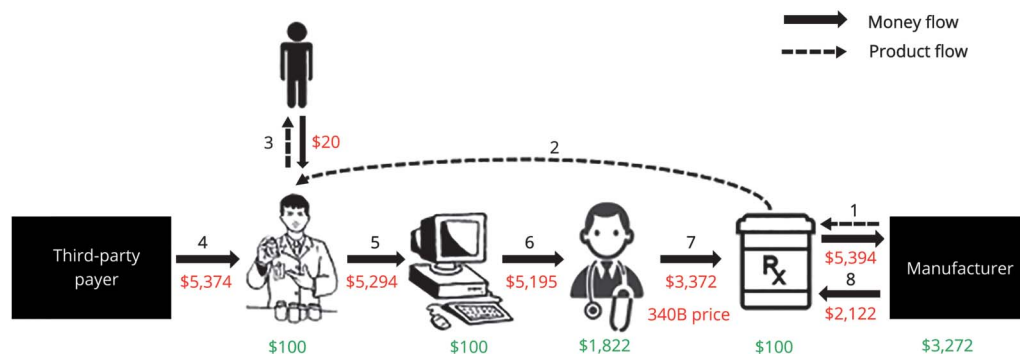 Money flow
Product flow
3
$20
2
Third-party
payer
4
$5,374
5
$5,294
6
$5,195
7
$3,372
340B price
Rx
1
$5,394
8
$2,122
Manufacturer
$100
$100
$1,822
$100
$3,272